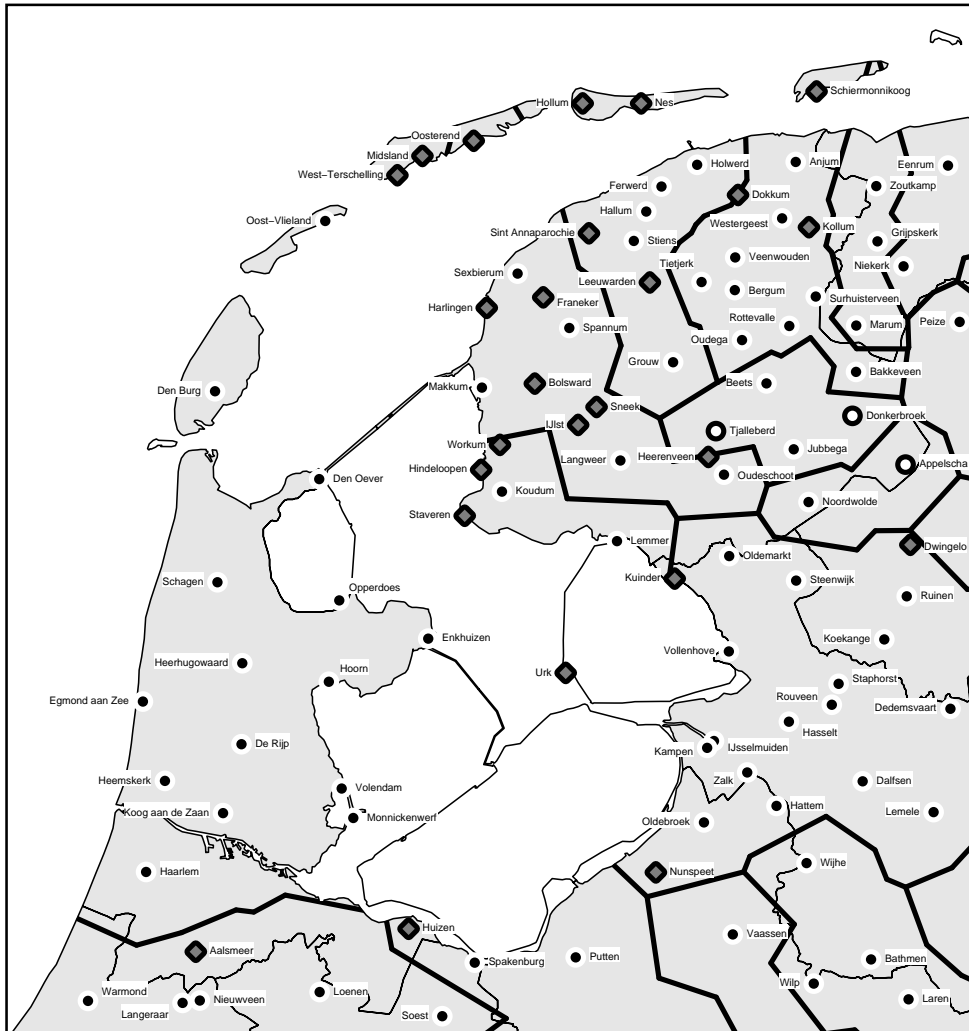 Schiermonnikoog
Hollum
Nes
Oosterend
Midsland
West-Terschelling
Holwerd
Anjum
Eenrum
Ferwerd
Dokkum
Zoutkamp
Oost-Vlieland
Hallum
Westergeest
Kollum
Sint Annaparochie
Stiens
Grijpskerk
Veenwouden
Tietjerk
Niekerk
Sexbierum
Leeuwarden
Bergum
Surhuisterveen
Harlingen
Franeker
Spannum
Rottevalle
Marum
Peize
Oudega
Grouw
Bakkeveen
Makkum
Bolsward
Beets
Den Burg
Sneek
Donkerbroek
IJlst
Tjalleberd
Workum
Jubbega
Langweer
Heerenveen
Appelscha
Hindeloopen
Oudeschoot
Den Oever
Koudum
Noordwolde
Staveren
Lemmer
Dwingelo
Oldemarkt
Schagen
Kuinder
Steenwijk
Opperdoes
Ruinen
Enkhuizen
Koekange
Vollenhove
Heerhugowaard
Hoorn
Urk
Staphorst
Egmond aan Zee
Rouveen
Dedemsvaart
Hasselt
De Rijp
Kampen
IJsselmuiden
Heemskerk
Zalk
Dalfsen
Volendam
Koog aan de Zaan
Monnickenwerf
Hattem
Lemele
Oldebroek
Haarlem
Nunspeet
Wijhe
Huizen
Vaassen
Aalsmeer
Spakenburg
Putten
Bathmen
Wilp
Warmond
Loenen
Nieuwveen
Laren
Langeraar
Soest